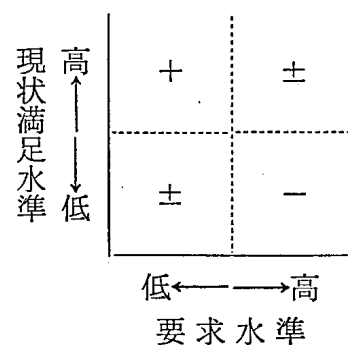 現状満足水準
高
低
+
±
±
−
低 ←→ 高
要求水準